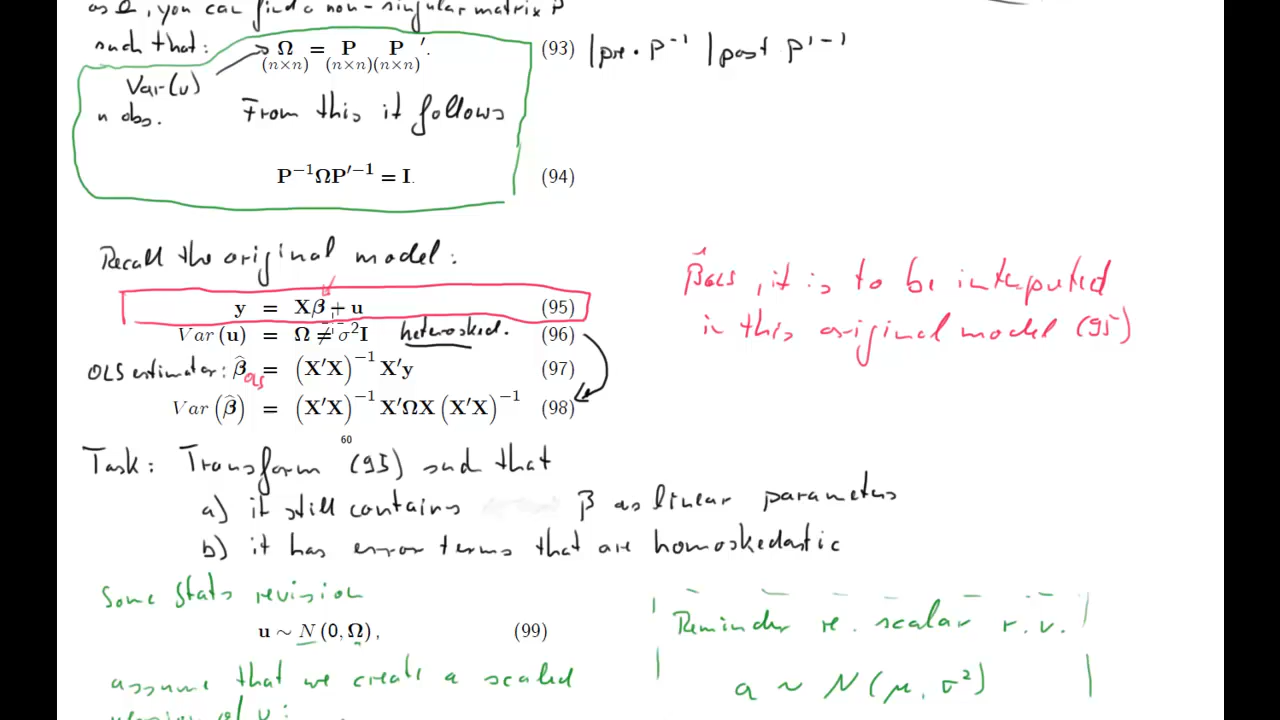 as Ω, you can find a non-singular matrix P
such that: Ω = P P ′. (93) | pre · P⁻¹ | post P′⁻¹
(n×n) (n×n)(n×n)
Var(u)
n obs. From this it follows
P⁻¹ΩP′⁻¹ = I. (94)
Recall the original model:
y = Xβ + u (95)
Var (u) = Ω ≠ σ²I heterosked. (96)
OLS estimator: β̂ = (X′X)⁻¹ X′y (97)
Var (β̂) = (X′X)⁻¹ X′ΩX (X′X)⁻¹ (98)
β̂GLS, it is to be interpreted
in this original model (95)
60
Task: Transform (95) such that
a) it still contains β as linear parameters
b) it has error terms that are homoskedastic
Some Stats revision
u ∼ N (0, Ω), (99)
assume that we create a scaled
version of u:
Reminder re. scalar r.v.
a ~ N(μ, σ²)